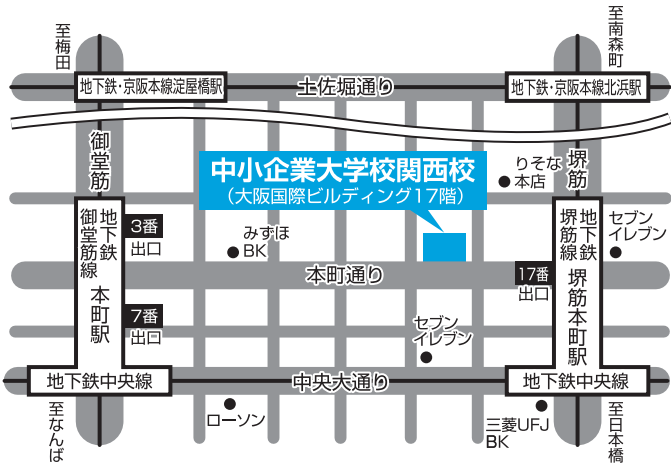 至梅田
至南森町
地下鉄・京阪本線淀屋橋駅
土佐堀通り
地下鉄・京阪本線北浜駅
御堂筋
堺筋
中小企業大学校関西校
（大阪国際ビルディング17階）
りそな
本店
地下鉄
御堂筋線
本町駅
3番
出口
みずほ
BK
本町通り
17番
出口
地下鉄
堺筋線
堺筋本町駅
セブン
イレブン
7番
出口
セブン
イレブン
地下鉄中央線
中央大通り
地下鉄中央線
至なんば
ローソン
三菱UFJ
BK
至日本橋